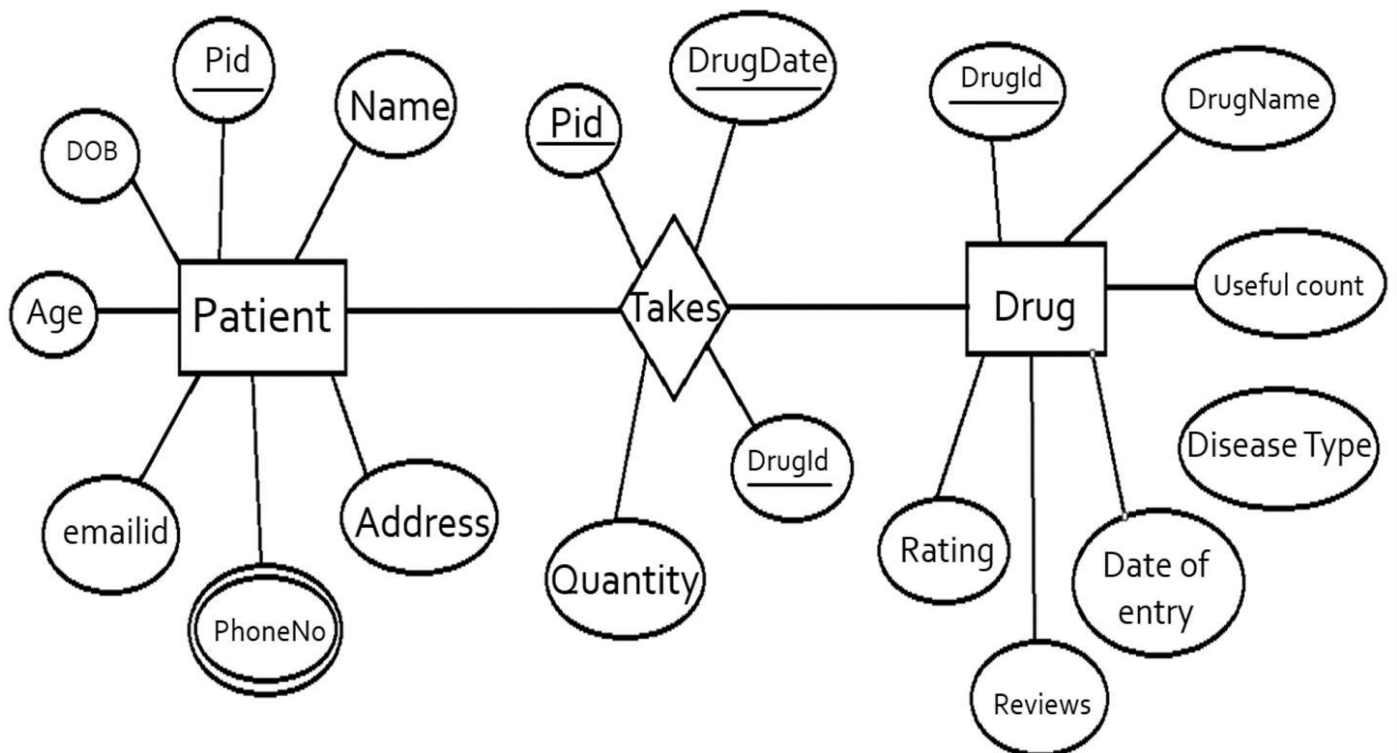 Pid
DrugDate
DrugId
DrugName
Name
Pid
DOB
Useful count
Age
Patient
Takes
Drug
Disease Type
DrugId
emailid
Address
Rating
Date of
entry
Quantity
PhoneNo
Reviews